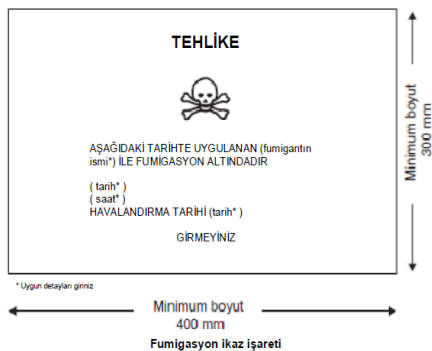 TEHLİKE
AŞAĞIDAKİ TARİHTE UYGULANAN (fumigantın
ismi*) İLE FUMİGASYON ALTINDADIR
( tarih* )
( saat* )
HAVALANDIRMA TARİHİ (tarih* )
GİRMEYİNİZ
Minimum boyut
300 mm
* Uygun detayları giriniz
Minimum boyut
400 mm
Fumigasyon ikaz işareti